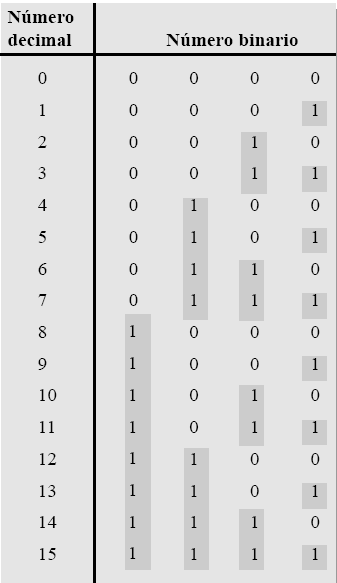 Número
decimal Número binario
0 0 0 0 0
1 0 0 0 1
2 0 0 1 0
3 0 0 1 1
4 0 1 0 0
5 0 1 0 1
6 0 1 1 0
7 0 1 1 1
8 1 0 0 0
9 1 0 0 1
10 1 0 1 0
11 1 0 1 1
12 1 1 0 0
13 1 1 0 1
14 1 1 1 0
15 1 1 1 1